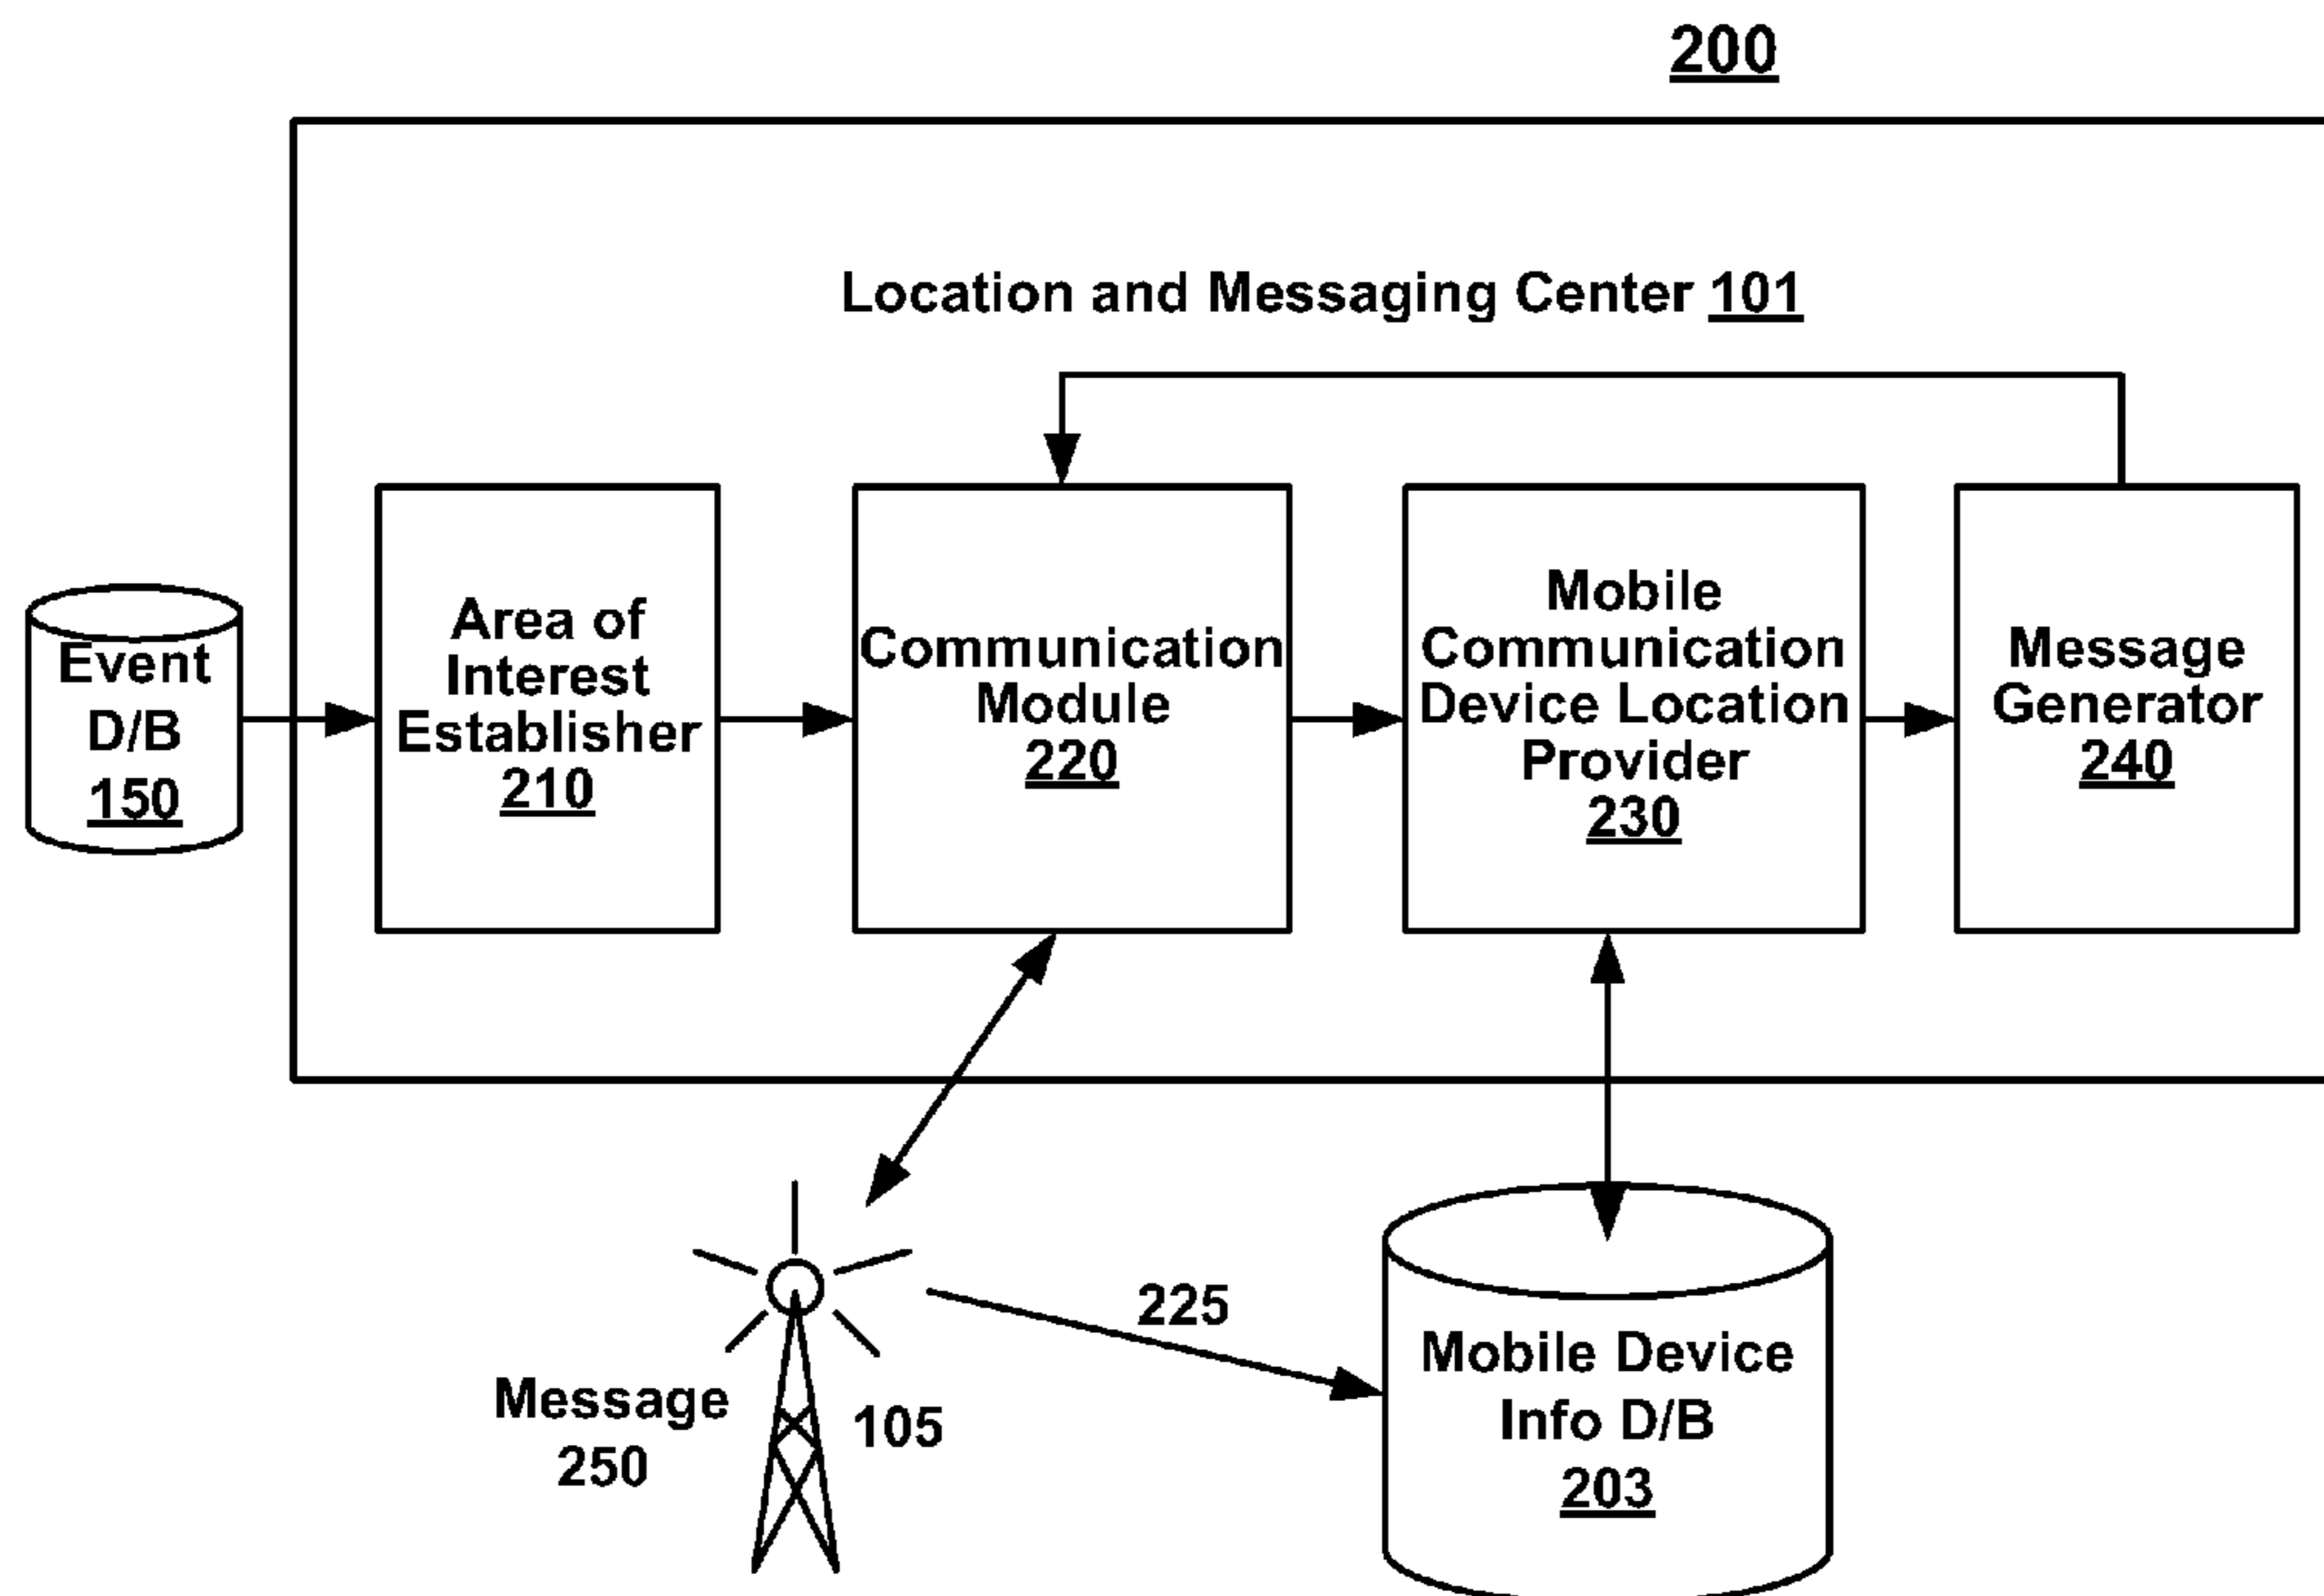 200
Location and Messaging Center 101
Event
D/B
150
Area of
Interest
Establisher
210
Communication
Module
220
Mobile
Communication
Device Location
Provider
230
Message
Generator
240
Message
250
105
225
Mobile Device
Info D/B
203